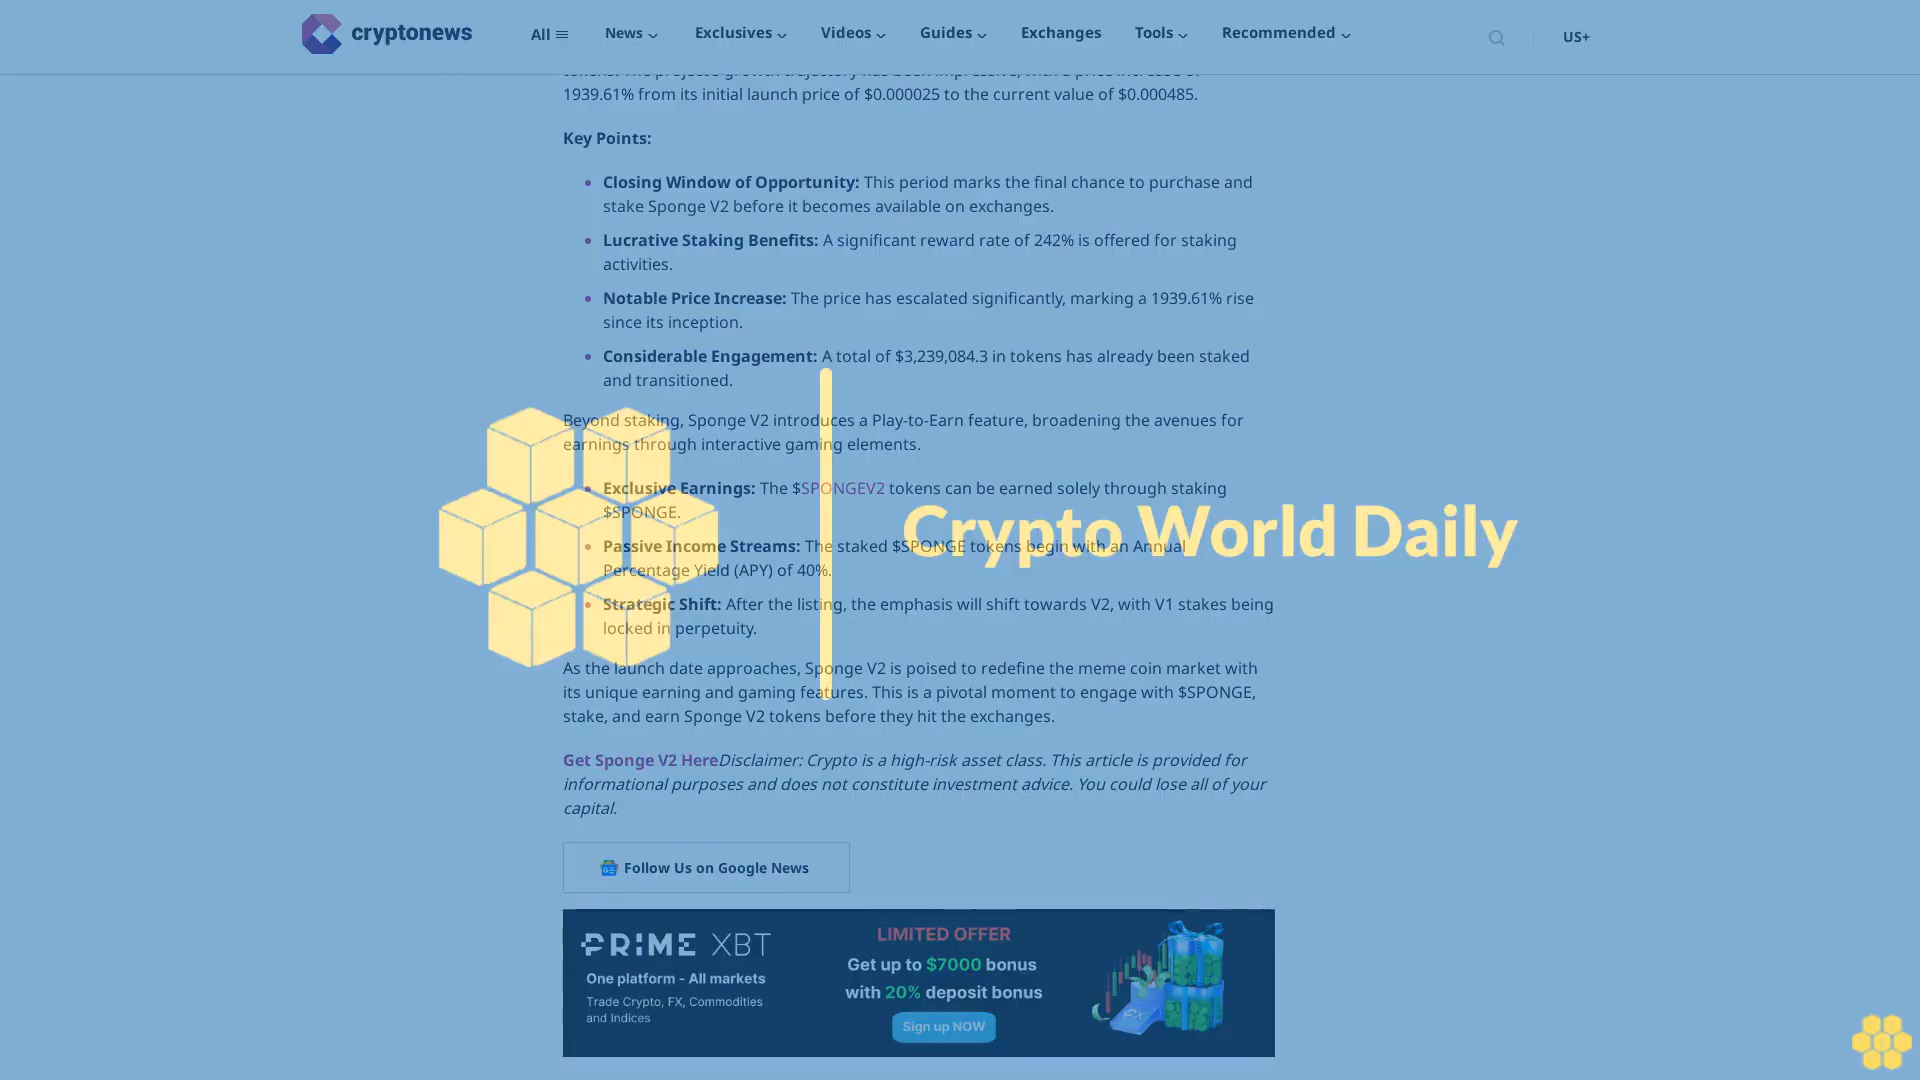 cryptonews
All
News
Exclusives
Videos
Guides
Exchanges
Tools
Recommended
US+
1939.61% from its initial launch price of $0.000025 to the current value of $0.000485.
Key Points:
Closing Window of Opportunity: This period marks the final chance to purchase and
stake Sponge V2 before it becomes available on exchanges.
Lucrative Staking Benefits: A significant reward rate of 242% is offered for staking
activities.
Notable Price Increase: The price has escalated significantly, marking a 1939.61% rise
since its inception.
Considerable Engagement: A total of $3,239,084.3 in tokens has already been staked
and transitioned.
Beyond staking, Sponge V2 introduces a Play-to-Earn feature, broadening the avenues for
earnings through interactive gaming elements.
Exclusive Earnings: The $SPONGEV2 tokens can be earned solely through staking
$SPONGE.
Passive Income Streams: The staked $SPONGE tokens begin with an Annual
Percentage Yield (APY) of 40%.
Strategic Shift: After the listing, the emphasis will shift towards V2, with V1 stakes being
locked in perpetuity.
Crypto World Daily
As the launch date approaches, Sponge V2 is poised to redefine the meme coin market with
its unique earning and gaming features. This is a pivotal moment to engage with $SPONGE,
stake, and earn Sponge V2 tokens before they hit the exchanges.
Get Sponge V2 HereDisclaimer: Crypto is a high-risk asset class. This article is provided for
informational purposes and does not constitute investment advice. You could lose all of your
capital.
Follow Us on Google News
PRIME XBT
One platform - All markets
Trade Crypto, FX, Commodities
and Indices
LIMITED OFFER
Get up to $7000 bonus
with 20% deposit bonus
Sign up NOW